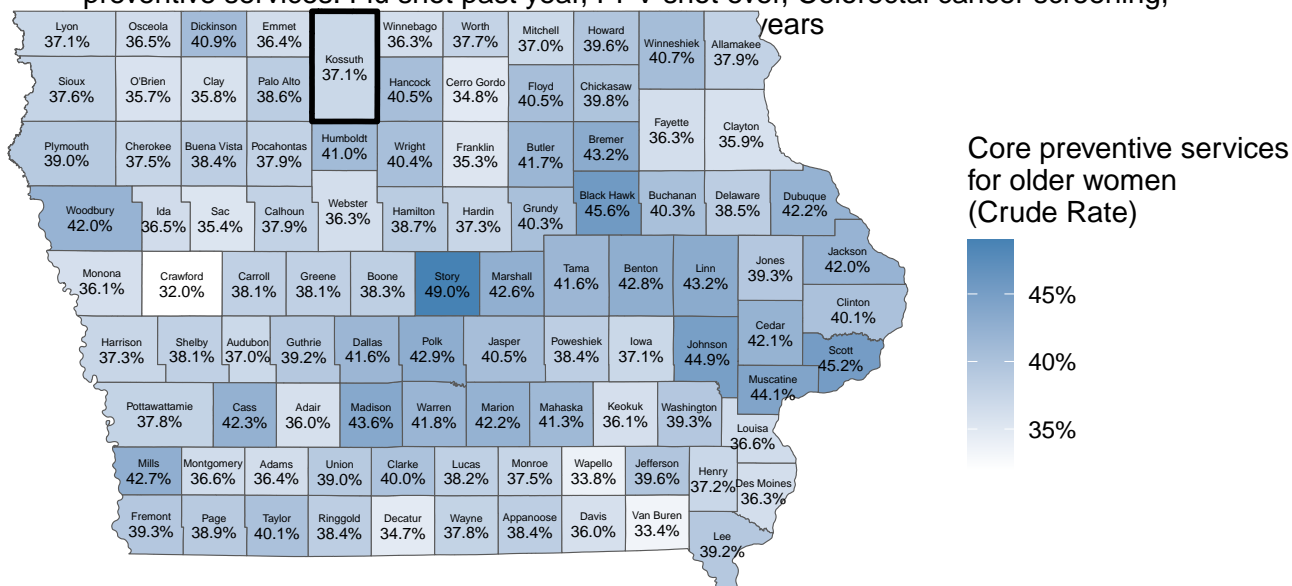 preventive services: Flu shot past year, PPV shot ever, Colorectal cancer screening,
years
Lyon Osceola Dickinson Emmet Winnebago Worth Mitchell Howard Winneshiek Allamakee
37.1% 36.5% 40.9% 36.4% 36.3% 37.7% 37.0% 39.6% 40.7% 37.9%
Kossuth
37.1%
Sioux O'Brien Clay Palo Alto Hancock Cerro Gordo Floyd Chickasaw
37.6% 35.7% 35.8% 38.6% 40.5% 34.8% 40.5% 39.8%
Fayette Clayton
36.3% 35.9%
Plymouth Cherokee Buena Vista Pocahontas Humboldt Wright Franklin Butler Bremer
39.0% 37.5% 38.4% 37.9% 41.0% 40.4% 35.3% 41.7% 43.2%
Woodbury Ida Sac Calhoun Webster Hamilton Hardin Grundy Black Hawk Buchanan Delaware Dubuque
42.0% 36.5% 35.4% 37.9% 36.3% 38.7% 37.3% 40.3% 45.6% 40.3% 38.5% 42.2%
Monona Crawford Carroll Greene Boone Story Marshall Tama Benton Linn Jones Jackson
36.1% 32.0% 38.1% 38.1% 38.3% 49.0% 42.6% 41.6% 42.8% 43.2% 39.3% 42.0%
Clinton
40.1%
Harrison Shelby Audubon Guthrie Dallas Polk Jasper Poweshiek Iowa Johnson Cedar Scott
37.3% 38.1% 37.0% 39.2% 41.6% 42.9% 40.5% 38.4% 37.1% 44.9% 42.1% 45.2%
Muscatine
44.1%
Pottawattamie Cass Adair Madison Warren Marion Mahaska Keokuk Washington Louisa
37.8% 42.3% 36.0% 43.6% 41.8% 42.2% 41.3% 36.1% 39.3% 36.6%
Mills Montgomery Adams Union Clarke Lucas Monroe Wapello Jefferson Henry Des Moines
42.7% 36.6% 36.4% 39.0% 40.0% 38.2% 37.5% 33.8% 39.6% 37.2% 36.3%
Fremont Page Taylor Ringgold Decatur Wayne Appanoose Davis Van Buren Lee
39.3% 38.9% 40.1% 38.4% 34.7% 37.8% 38.4% 36.0% 33.4% 39.2%
Core preventive services
for older women
(Crude Rate)
45%
40%
35%